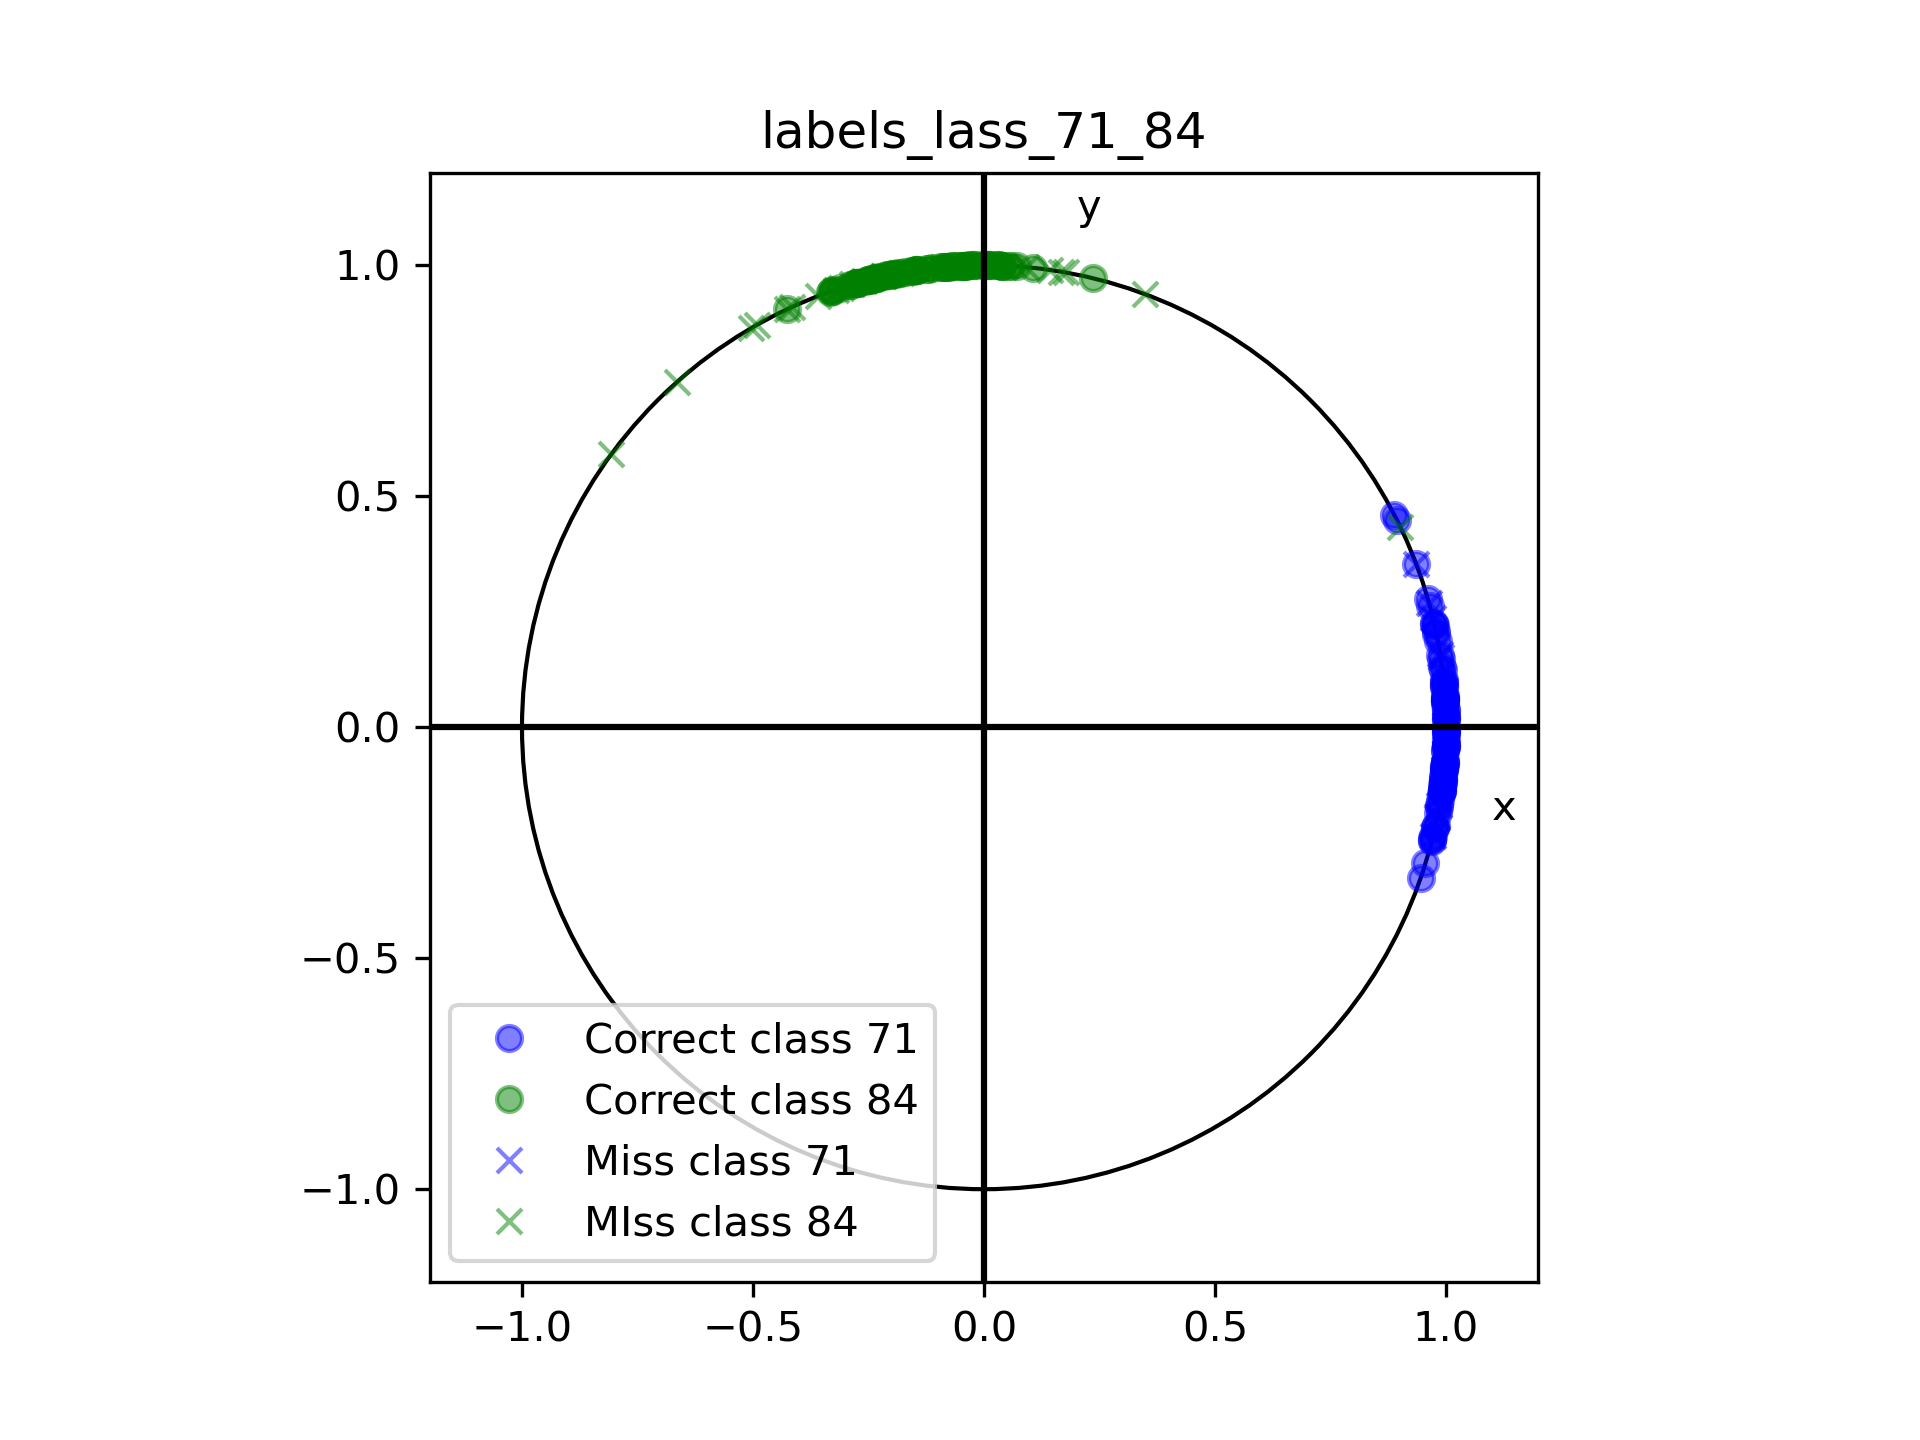 labels_lass_71_84
y
1.0
0.5
0.0
x
−0.5
−1.0
Correct class 71
Correct class 84
Miss class 71
MIss class 84
−1.0 −0.5 0.0 0.5 1.0